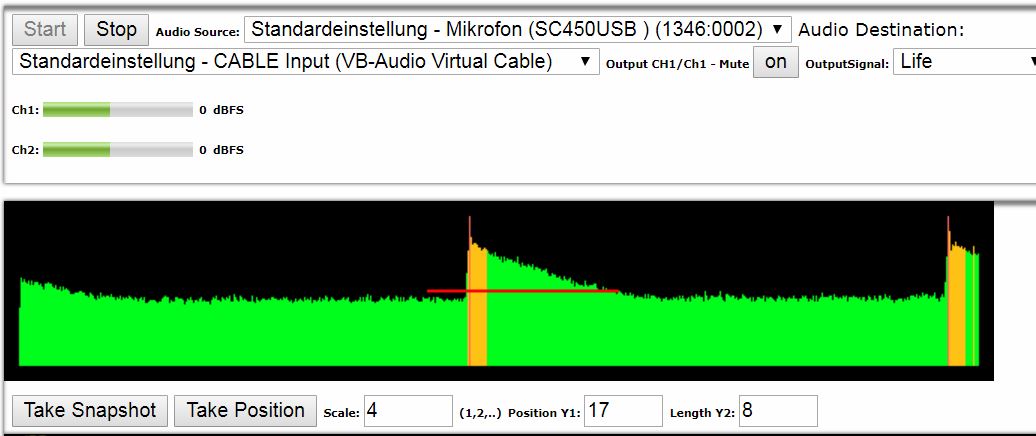 Start Stop Audio Source: Standardeinstellung - Mikrofon (SC450USB ) (1346:0002) Audio Destination:
Standardeinstellung - CABLE Input (VB-Audio Virtual Cable) Output CH1/Ch1 - Mute on OutputSignal: Life
Ch1: 0 dBFS
Ch2: 0 dBFS
Take Snapshot Take Position Scale: 4 (1,2,..) Position Y1: 17 Length Y2: 8